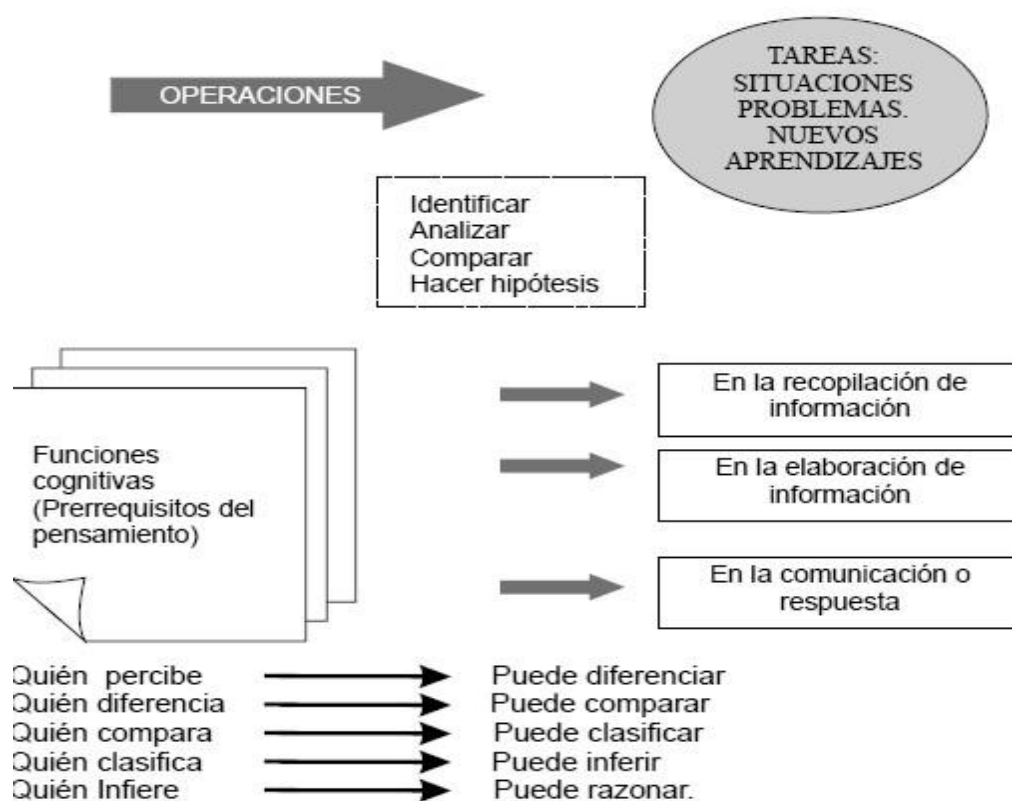 OPERACIONES
TAREAS:
SITUACIONES
PROBLEMAS.
NUEVOS
APRENDIZAJES
Identificar
Analizar
Comparar
Hacer hipótesis
Funciones
cognitivas
(Prerrequisitos del
pensamiento)
En la recopilación de
información
En la elaboración de
información
En la comunicación o
respuesta
Quién percibe Puede diferenciar
Quién diferencia Puede comparar
Quién compara Puede clasificar
Quién clasifica Puede inferir
Quién Infiere Puede razonar.